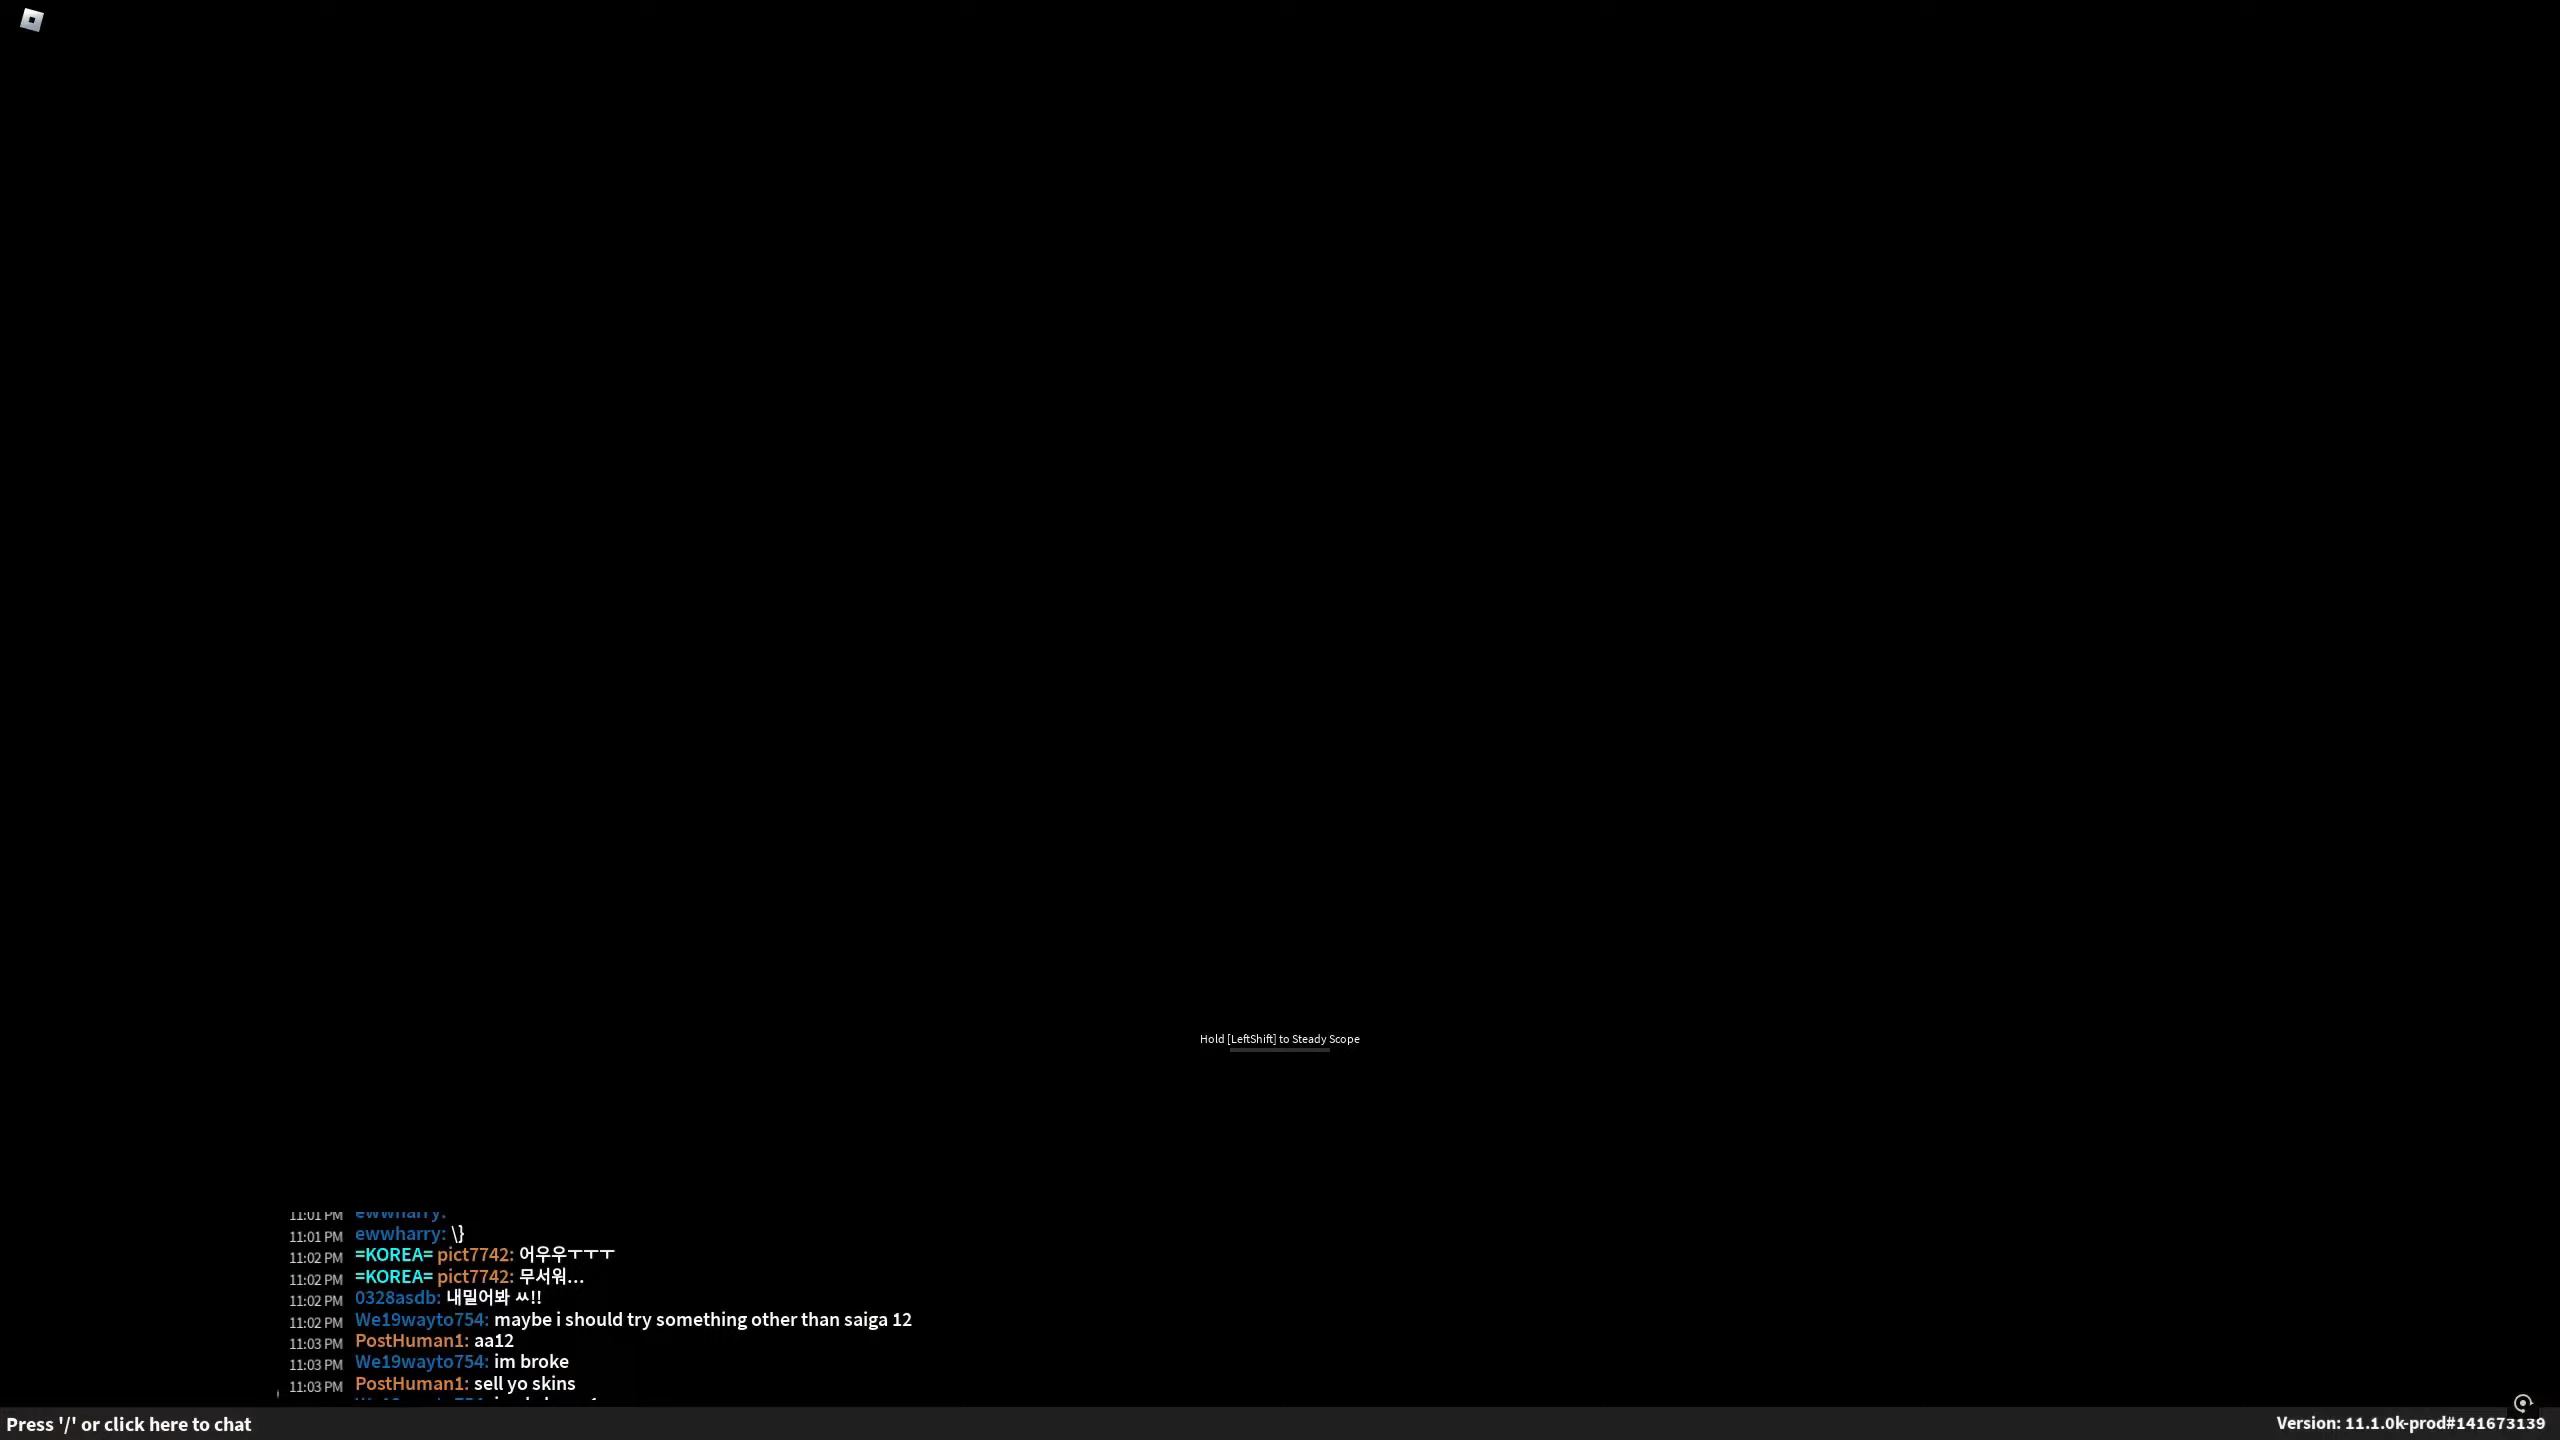 Hold [LeftShift] to Steady Scope
11:01 PM ewwharry:
11:01 PM ewwharry: \}
11:02 PM =KOREA= pict7742: 어우우ㅜㅜㅜ
11:02 PM =KOREA= pict7742: 무서워...
11:02 PM 0328asdb: 내밀어봐 ㅆ!!
11:02 PM We19wayto754: maybe i should try something other than saiga 12
11:03 PM PostHuman1: aa12
11:03 PM We19wayto754: im broke
11:03 PM PostHuman1: sell yo skins
Press '/' or click here to chat
Version: 11.1.0k-prod#141673139